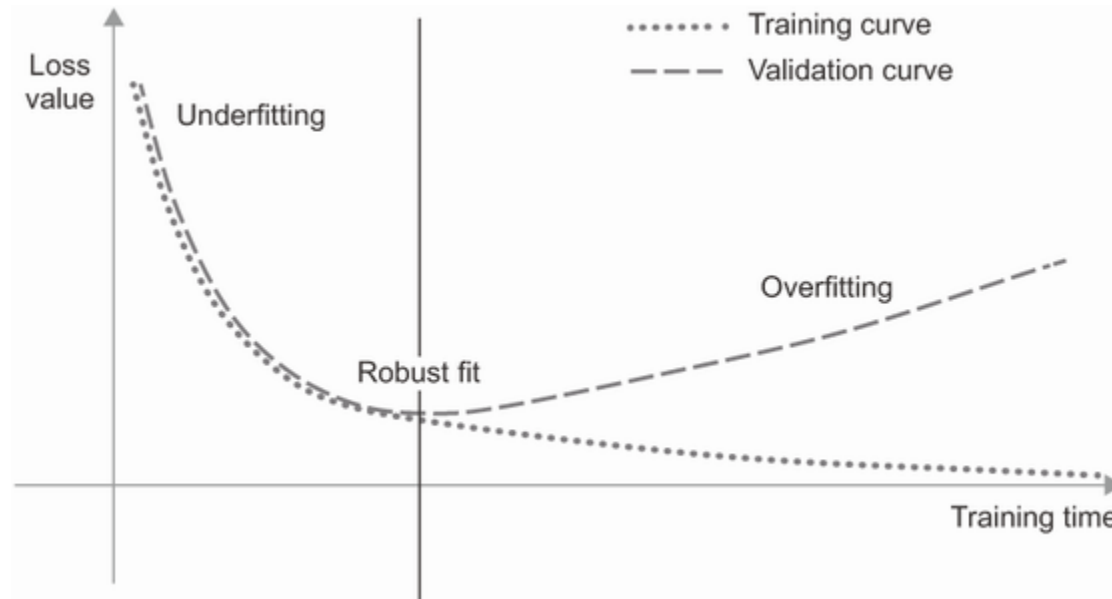 Loss
value
Underfitting
Training curve
Validation curve
Robust fit
Overfitting
Training time